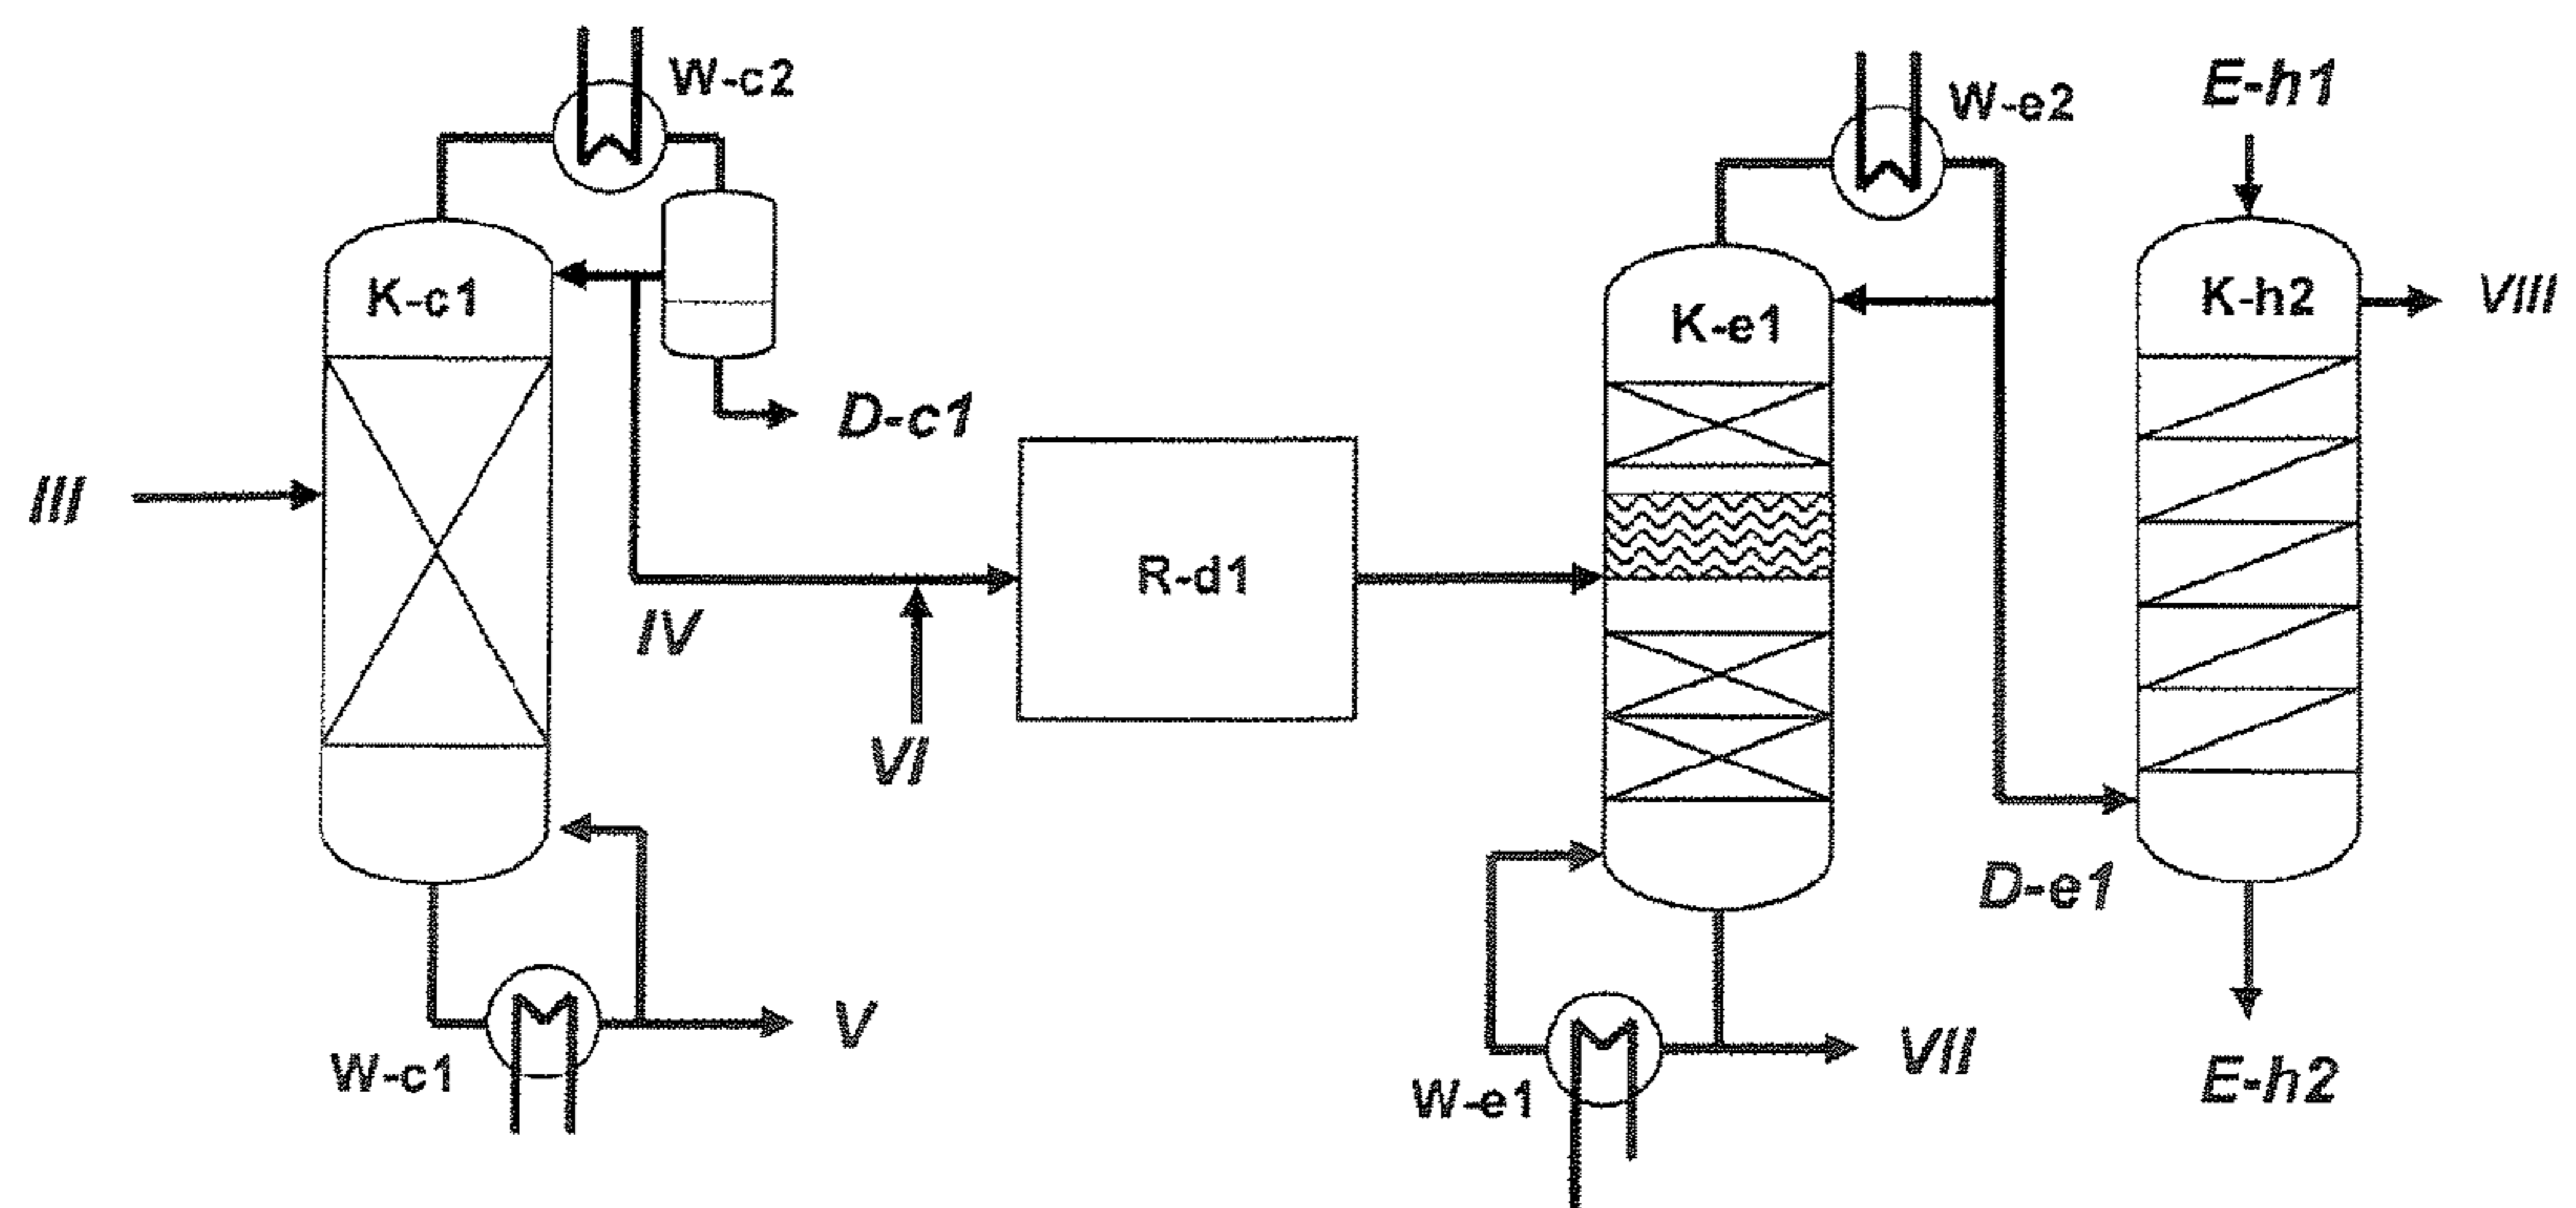 W-c2
W-e2
E-h1
K-c1
K-e1
K-h2
VIII
D-c1
III
R-d1
IV
VI
D-e1
V
W-c1
VII
W-e1
E-h2